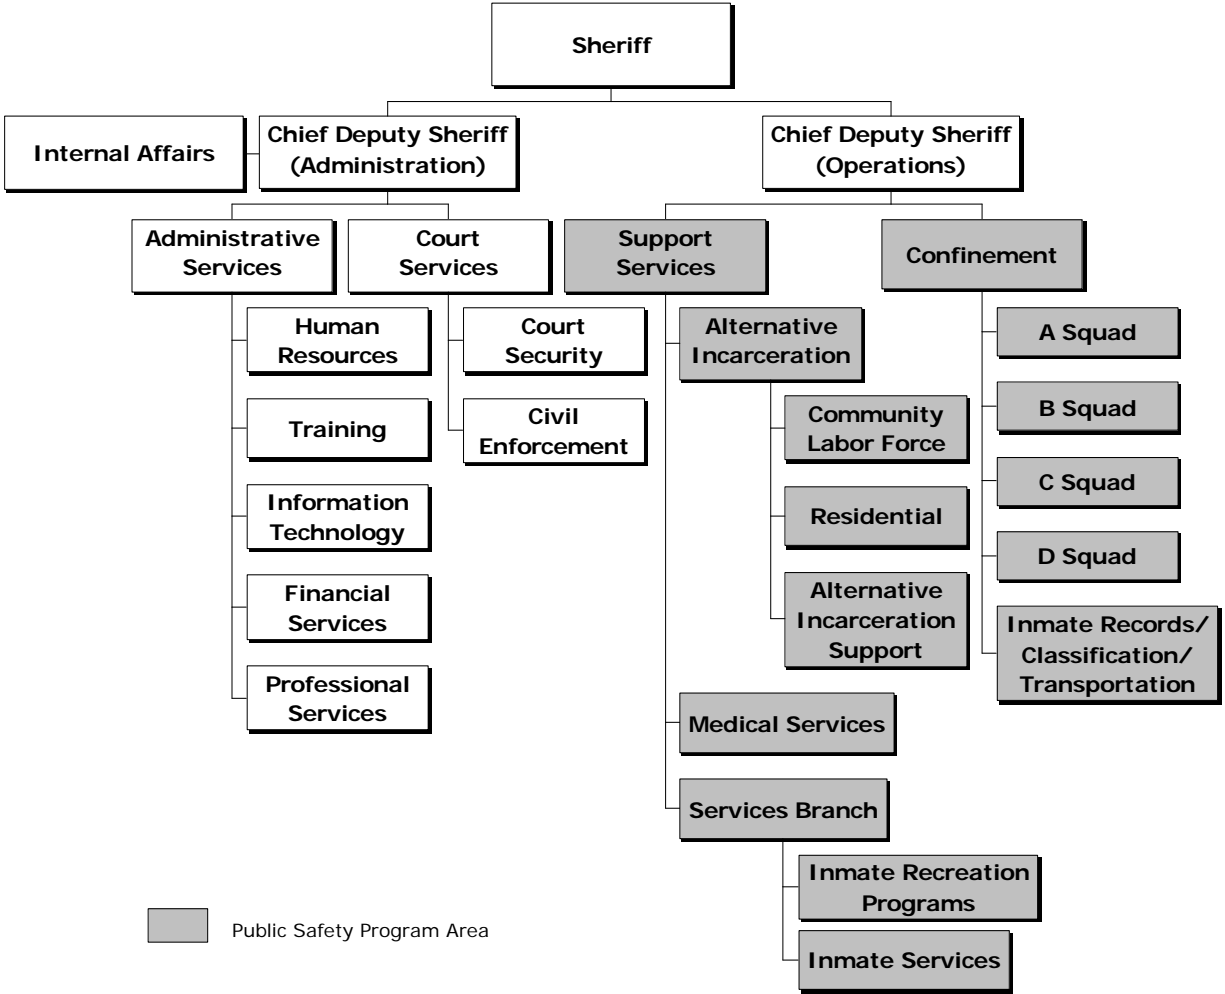 Sheriff
Internal Affairs
Chief Deputy Sheriff
(Administration)
Chief Deputy Sheriff
(Operations)
Administrative
Services
Court
Services
Support
Services
Confinement
Human
Resources
Training
Information
Technology
Financial
Services
Professional
Services
Court
Security
Civil
Enforcement
Alternative
Incarceration
Community
Labor Force
Residential
Alternative
Incarceration
Support
Medical Services
Services Branch
Inmate Recreation
Programs
Inmate Services
A Squad
B Squad
C Squad
D Squad
Inmate Records/
Classification/
Transportation
Public Safety Program Area